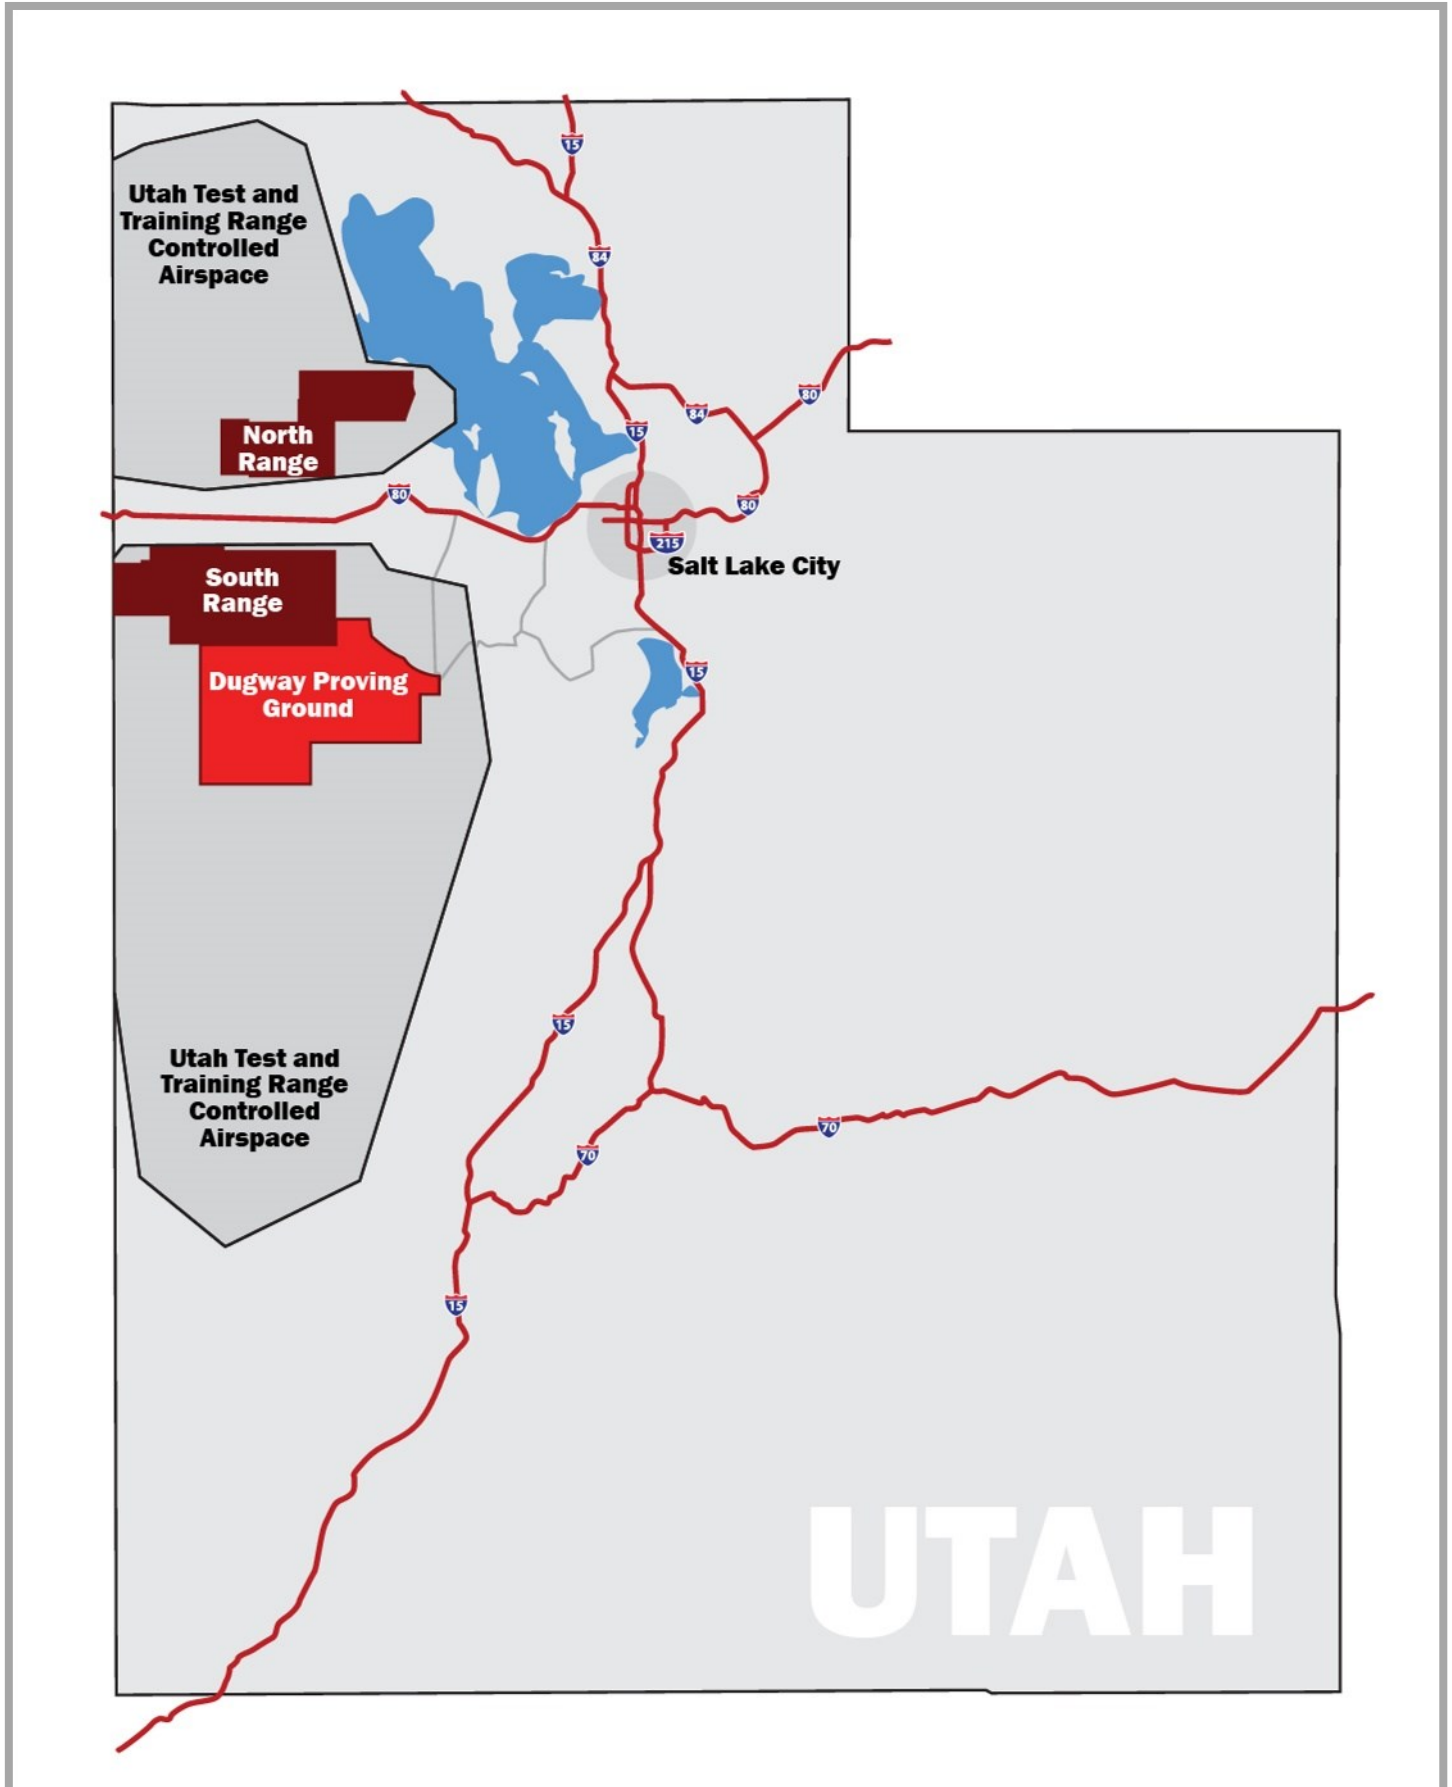 15
Utah Test and
Training Range
Controlled
Airspace
84
80
84
North
Range
15
80
80
215
Salt Lake City
South
Range
15
Dugway Proving
Ground
15
Utah Test and
Training Range
Controlled
Airspace
70
70
15
UTAH